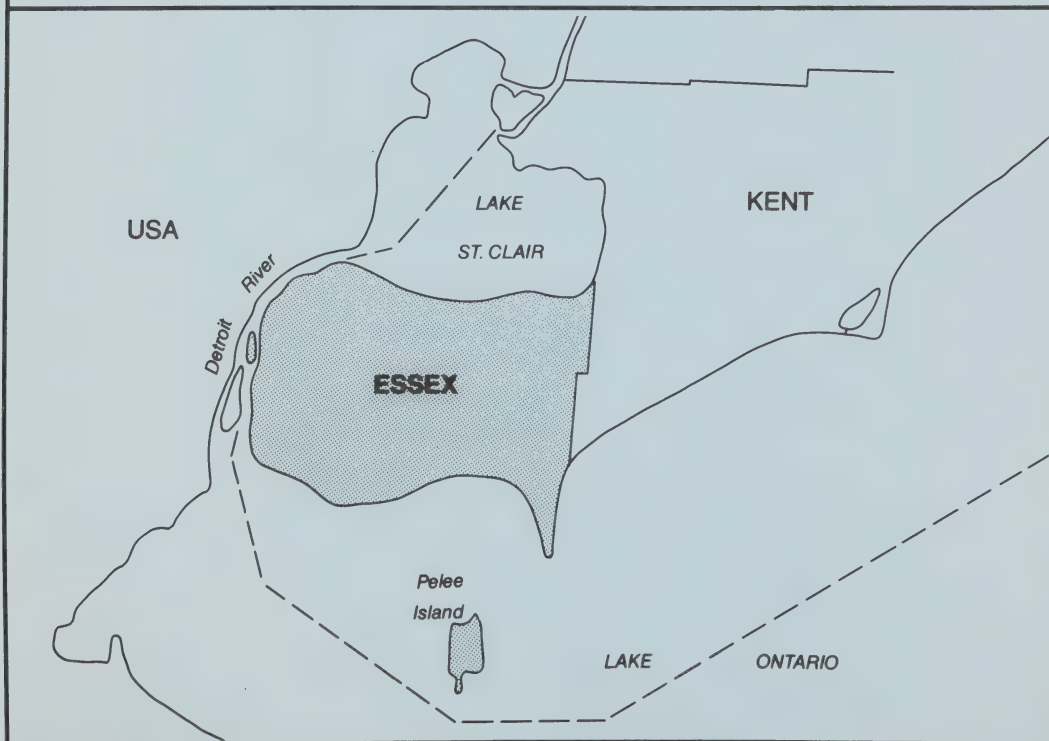 LAKE
ST. CLAIR
KENT
USA
Detroit River
ESSEX
Pelee
Island
LAKE ONTARIO